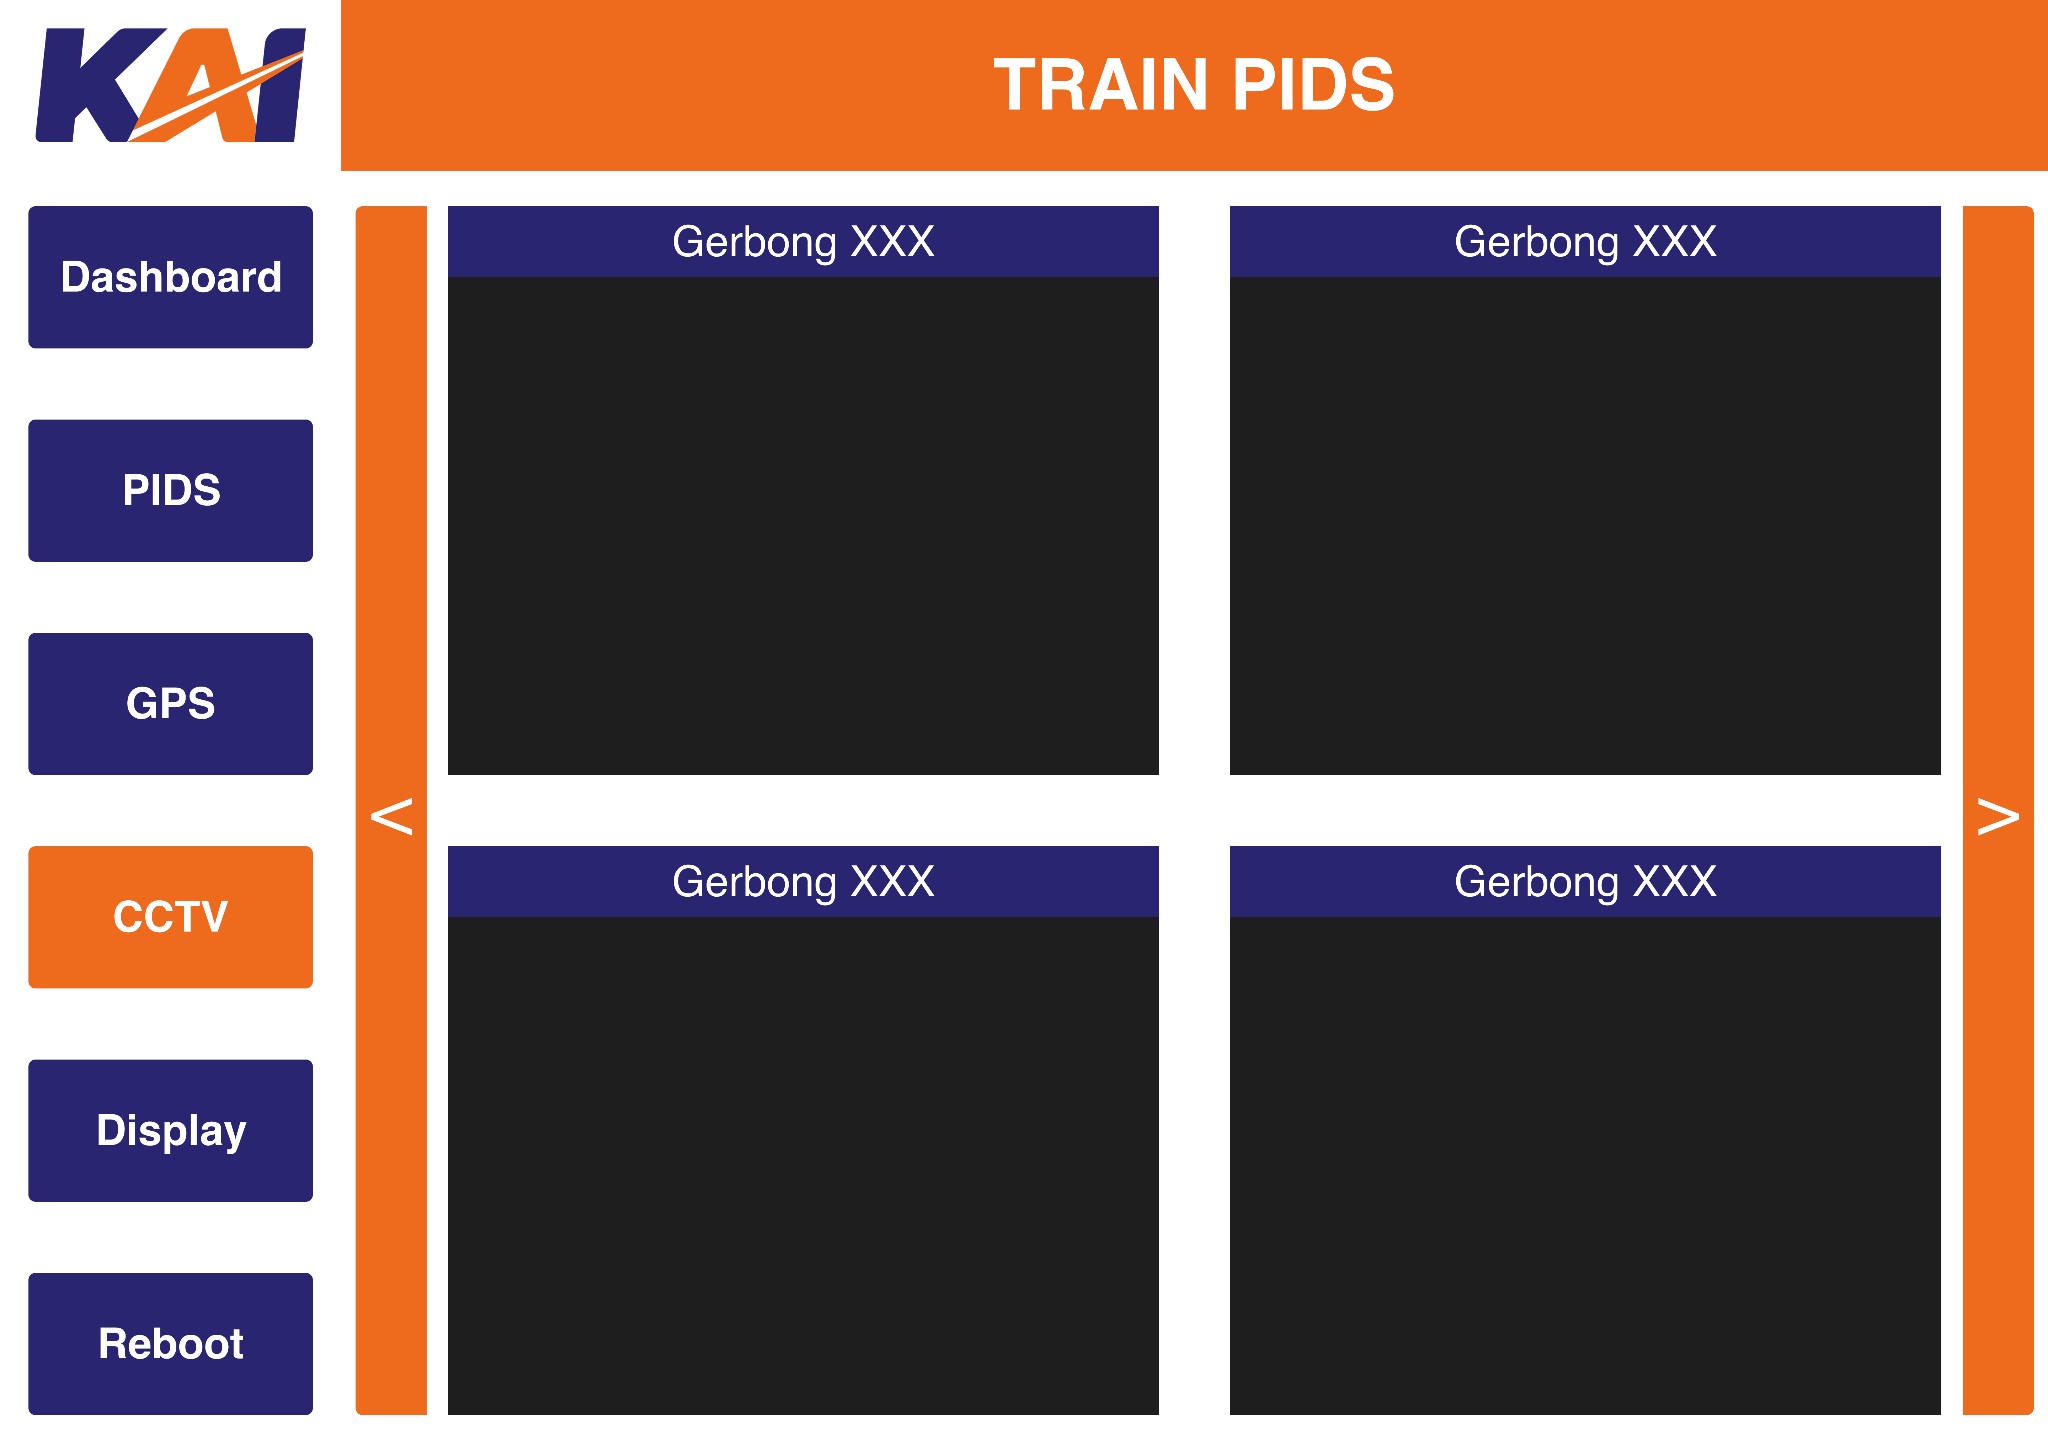 KAI
TRAIN PIDS
Dashboard
PIDS
GPS
CCTV
Display
Reboot
<
Gerbong XXX
Gerbong XXX
Gerbong XXX
Gerbong XXX
>